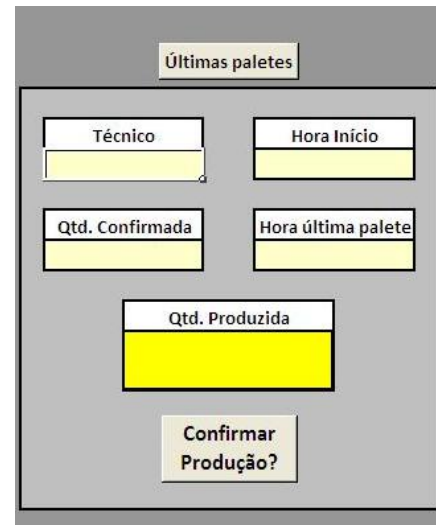 Últimas paletes
Técnico
Hora Início
Qtd. Confirmada
Hora última palete
Qtd. Produzida
Confirmar
Produção?